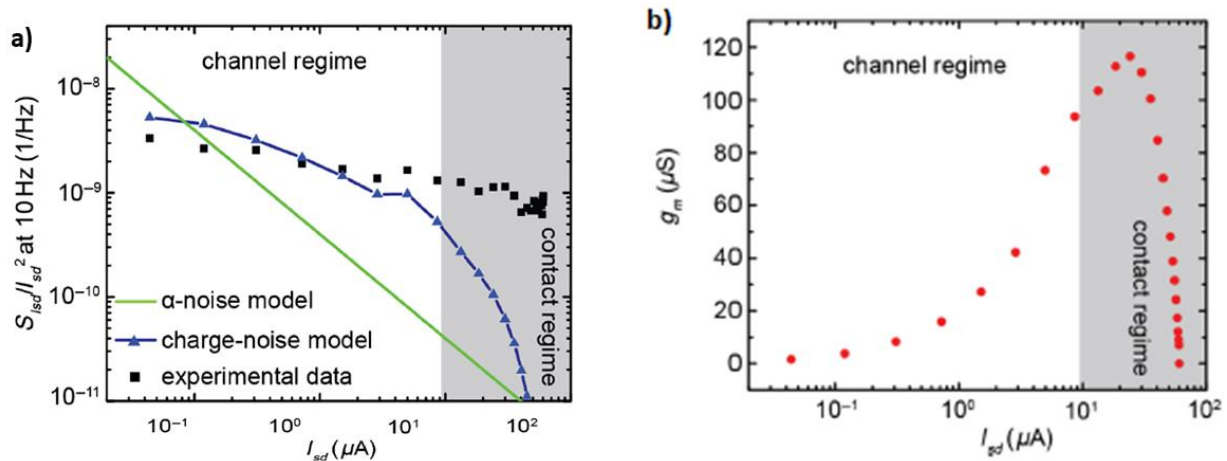 a)
channel regime
contact regime
α-noise model
charge-noise model
experimental data
S_Isd/I_sd² at 10 Hz (1/Hz)
10⁻⁸
10⁻⁹
10⁻¹⁰
10⁻¹¹
10⁻¹ 10⁰ 10¹ 10²
I_sd (μA)
b)
channel regime
contact regime
g_m (μS)
120
100
80
60
40
20
0
10⁻¹ 10⁰ 10¹ 10²
I_sd (μA)